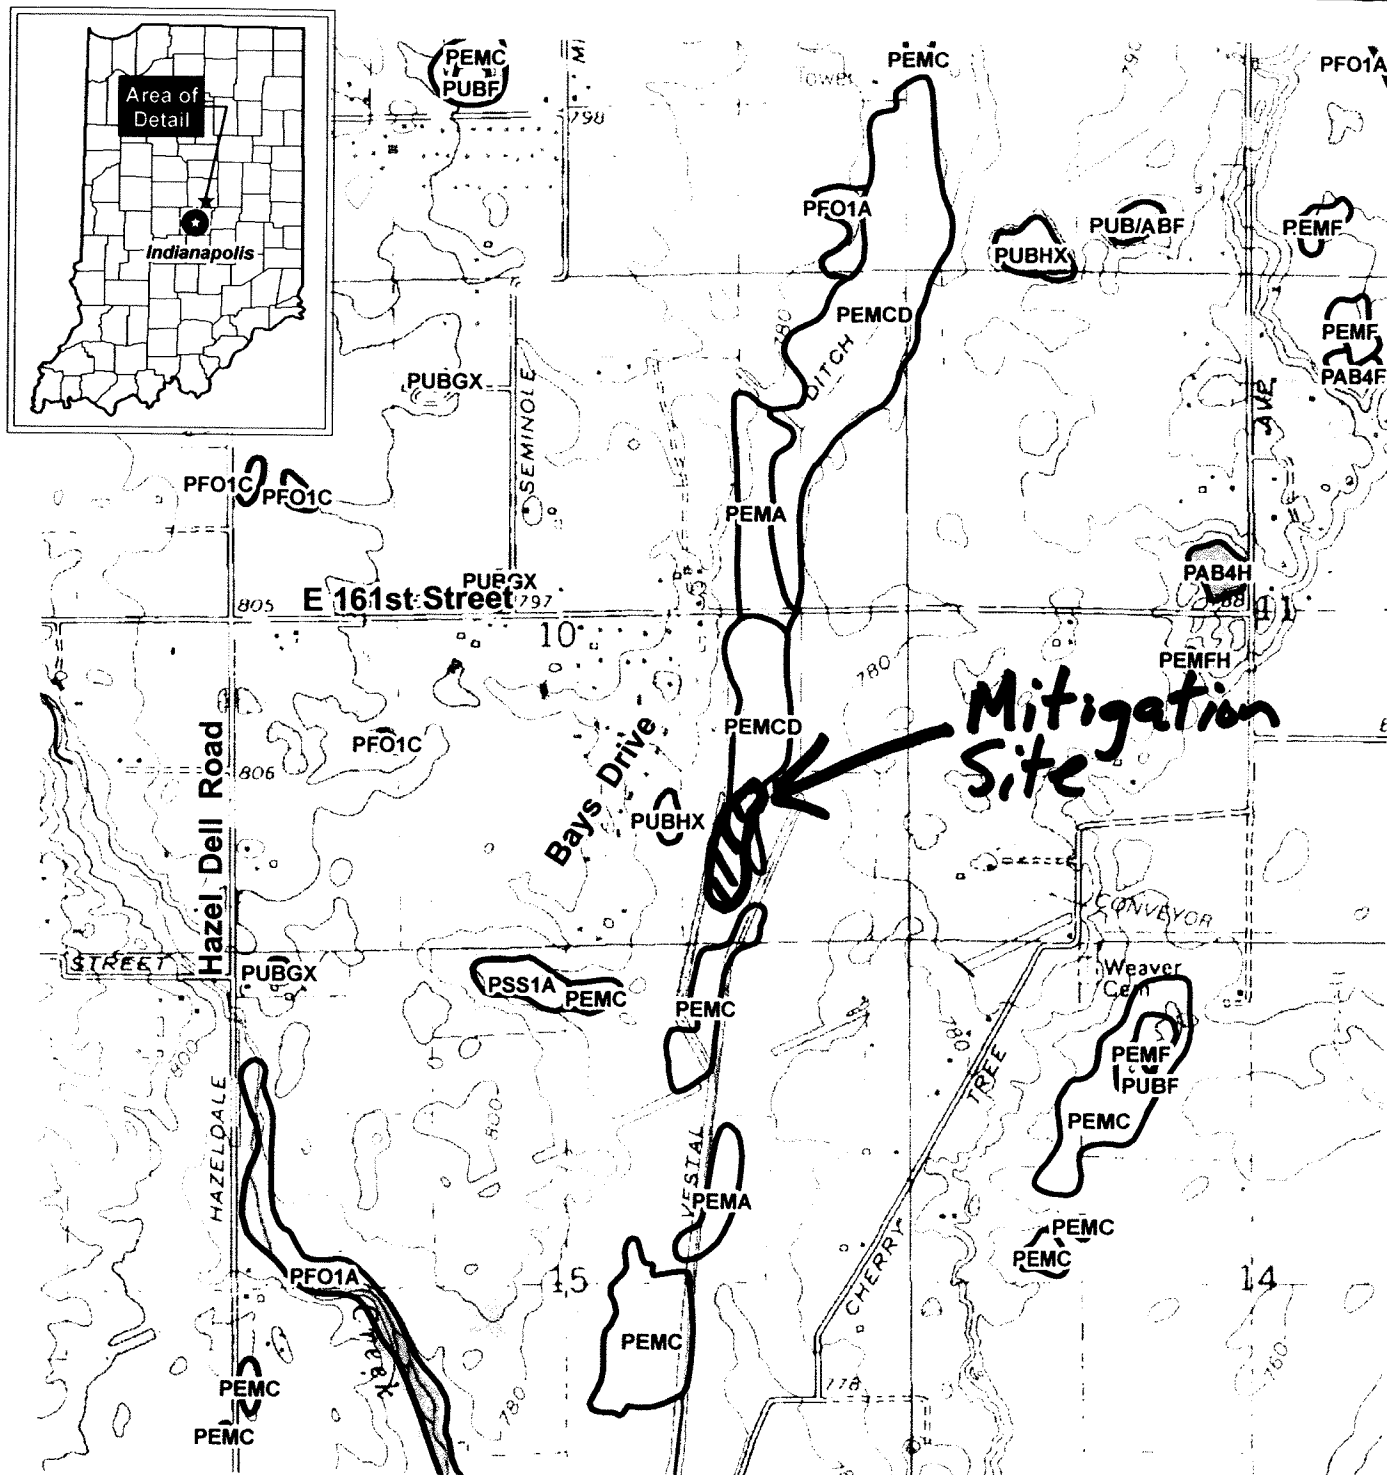 Area of
Detail
Indianapolis
PEMC
PUBF
MI
798
Tower
PEMC
790
790
PFO1A
PFO1A
PUBHX
PUB/ABF
PEMF
780
PEMCD
DITCH
PEMF
PAB4F
PUBGX
SEMINOLE
AVE
PFO1C
PFO1C
PEMA
PUBGX
PAB4H
805
E 161st Street
797
788
11
10
PEMFH
780
Mitigation
Site
PFO1C
806
PEMCD
Hazel Dell Road
Bays Drive
PUBHX
CONVEYOR
STREET
PUBGX
PSS1A
PEMC
PEMC
Weaver
Cem
800
780
PEMF
PUBF
TREE
PEMC
HAZELDALE
800
VESTAL
PEMA
PEMC
PEMC
CHERRY
PFO1A
15
14
Creek
PEMC
760
PEMC
778
780
PEMC